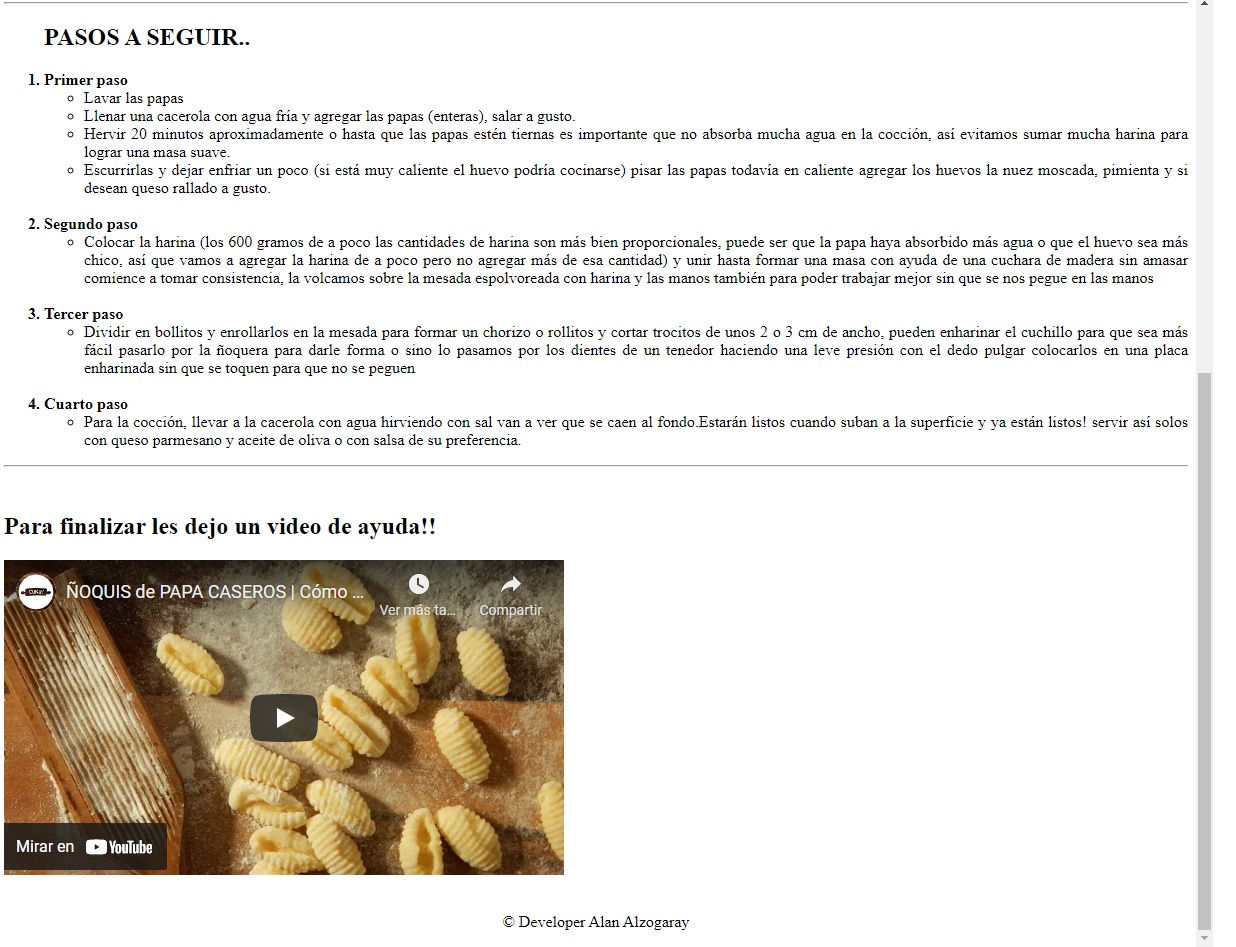 PASOS A SEGUIR..
1. Primer paso
Lavar las papas
Llenar una cacerola con agua fría y agregar las papas (enteras), salar a gusto.
Hervir 20 minutos aproximadamente o hasta que las papas estén tiernas es importante que no absorba mucha agua en la cocción, así evitamos sumar mucha harina para
lograr una masa suave.
Escurrirlas y dejar enfriar un poco (si está muy caliente el huevo podría cocinarse) pisar las papas todavía en caliente agregar los huevos la nuez moscada, pimienta y si
desean queso rallado a gusto.
2. Segundo paso
Colocar la harina (los 600 gramos de a poco las cantidades de harina son más bien proporcionales, puede ser que la papa haya absorbido más agua o que el huevo sea más
chico, así que vamos a agregar la harina de a poco pero no agregar más de esa cantidad) y unir hasta formar una masa con ayuda de una cuchara de madera sin amasar
comience a tomar consistencia, la volcamos sobre la mesada espolvoreada con harina y las manos también para poder trabajar mejor sin que se nos pegue en las manos
3. Tercer paso
Dividir en bollitos y enrollarlos en la mesada para formar un chorizo o rollitos y cortar trocitos de unos 2 o 3 cm de ancho, pueden enharinar el cuchillo para que sea más
fácil pasarlo por la ñoquera para darle forma o sino lo pasamos por los dientes de un tenedor haciendo una leve presión con el dedo pulgar colocarlos en una placa
enharinada sin que se toquen para que no se peguen
4. Cuarto paso
Para la cocción, llevar a la cacerola con agua hirviendo con sal van a ver que se caen al fondo.Estarán listos cuando suban a la superficie y ya están listos! servir así solos
con queso parmesano y aceite de oliva o con salsa de su preferencia.
Para finalizar les dejo un video de ayuda!!
ÑOQUIS de PAPA CASEROS | Cómo ...
Ver más ta...
Compartir
Mirar en YouTube
© Developer Alan Alzogaray